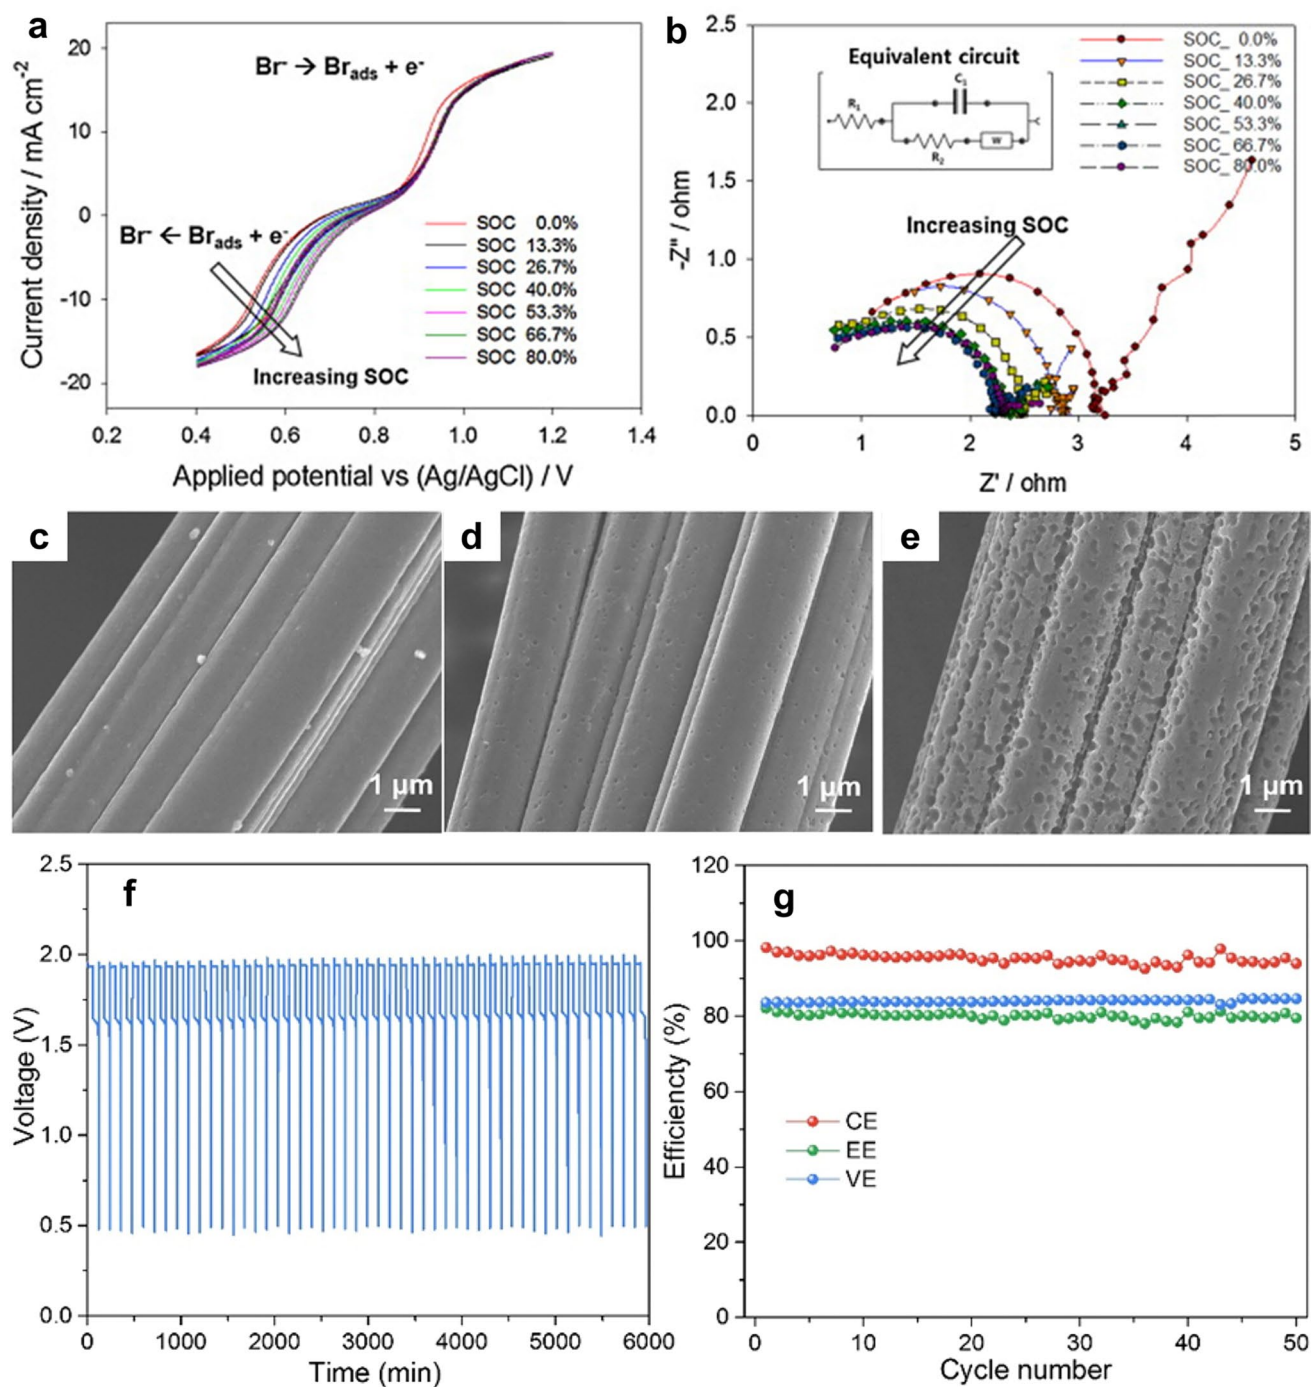 a
Current density / mA cm⁻²
20
10
0
-10
-20
Br⁻ → Br_ads + e⁻
Br⁻ ← Br_ads + e⁻
Increasing SOC
SOC 0.0%
SOC 13.3%
SOC 26.7%
SOC 40.0%
SOC 53.3%
SOC 66.7%
SOC 80.0%
0.2 0.4 0.6 0.8 1.0 1.2 1.4
Applied potential vs (Ag/AgCl) / V
b
-Z" / ohm
2.5
2.0
1.5
1.0
0.5
0.0
Equivalent circuit
R₁
C₁
R₂
W
SOC_ 0.0%
SOC_ 13.3%
SOC_ 26.7%
SOC_ 40.0%
SOC_ 53.3%
SOC_ 66.7%
SOC_ 80.0%
Increasing SOC
0 1 2 3 4 5
Z' / ohm
c
1 μm
d
1 μm
e
1 μm
f
Voltage (V)
2.5
2.0
1.5
1.0
0.5
0.0
0 1000 2000 3000 4000 5000 6000
Time (min)
g
Efficiencty (%)
120
100
80
60
40
20
0
CE
EE
VE
0 10 20 30 40 50
Cycle number